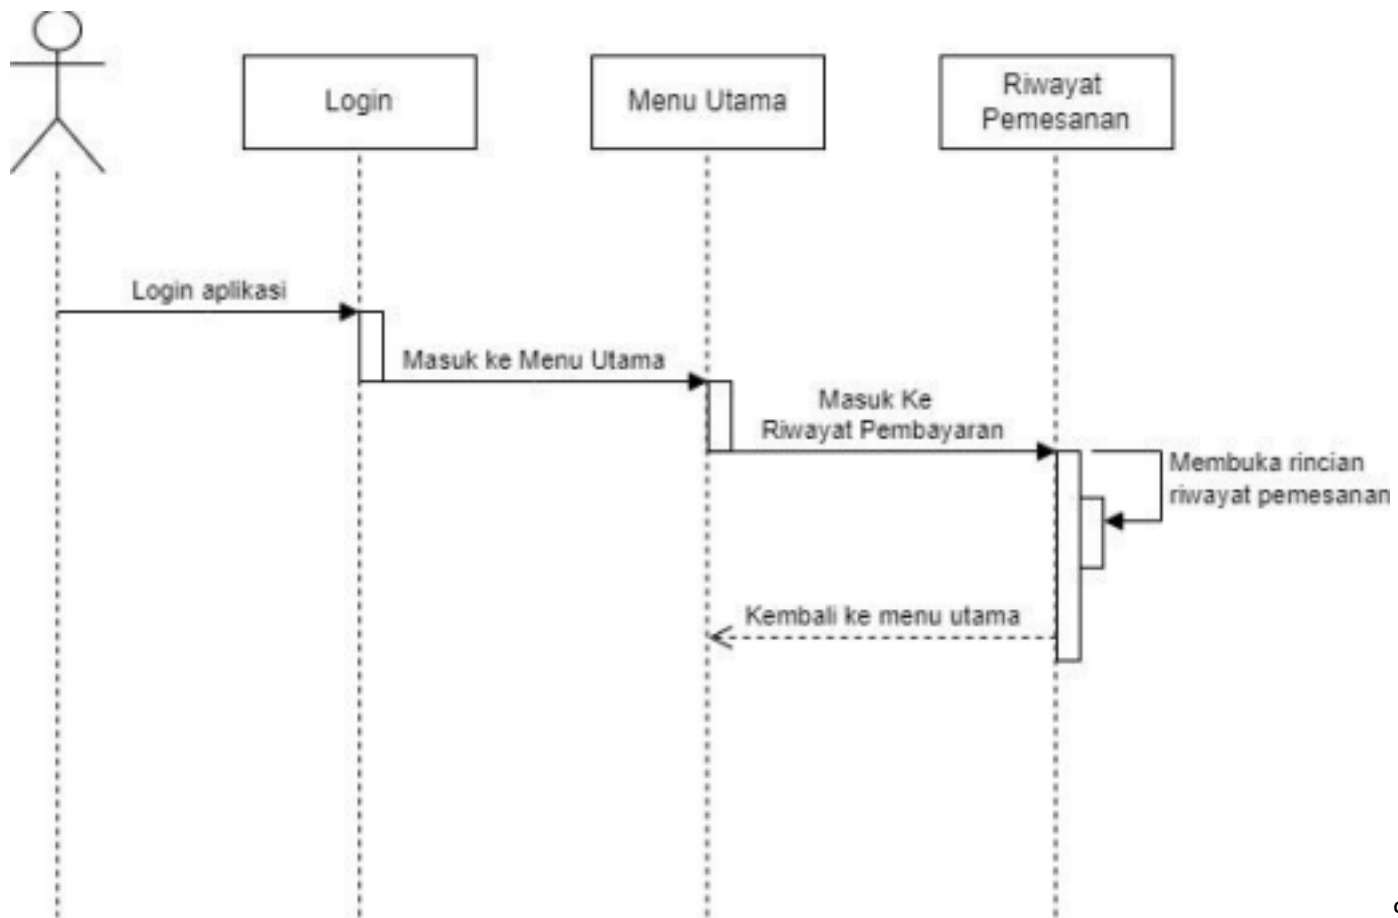 Login
Menu Utama
Riwayat
Pemesanan
Login aplikasi
Masuk ke Menu Utama
Masuk Ke
Riwayat Pembayaran
Membuka rincian
riwayat pemesanan
Kembali ke menu utama